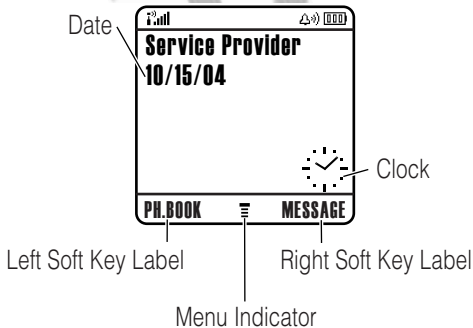 Date
Service Provider
10/15/04
Clock
PH.BOOK MESSAGE
Left Soft Key Label Right Soft Key Label
Menu Indicator